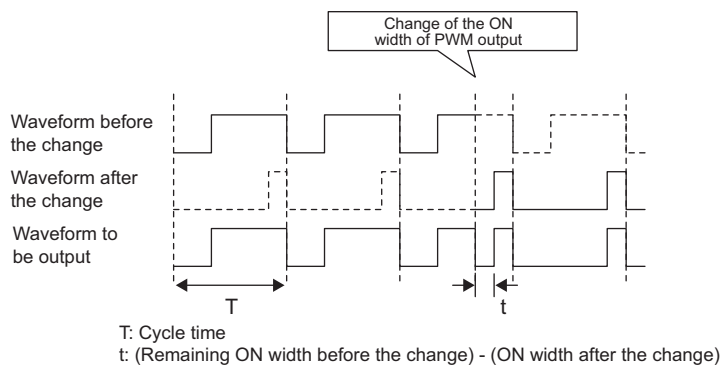 Change of the ON
width of PWM output
Waveform before
the change
Waveform after
the change
Waveform to
be output
T
t
T: Cycle time
t: (Remaining ON width before the change) - (ON width after the change)